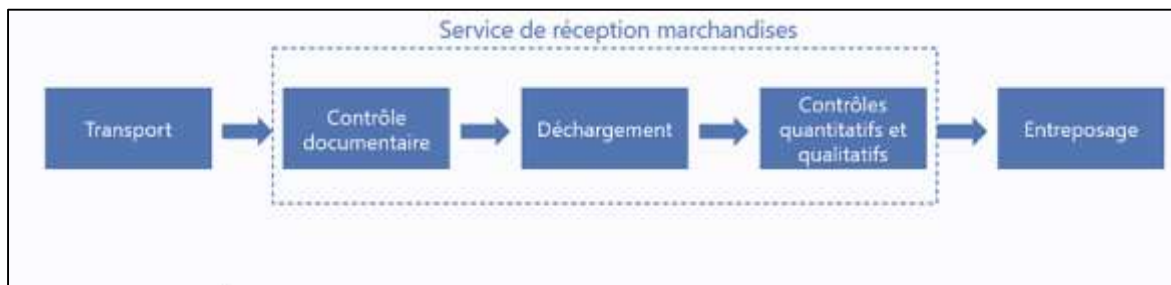 Service de réception marchandises
Transport
Contrôle
documentaire
Déchargement
Contrôles
quantitatifs et
qualitatifs
Entreposage